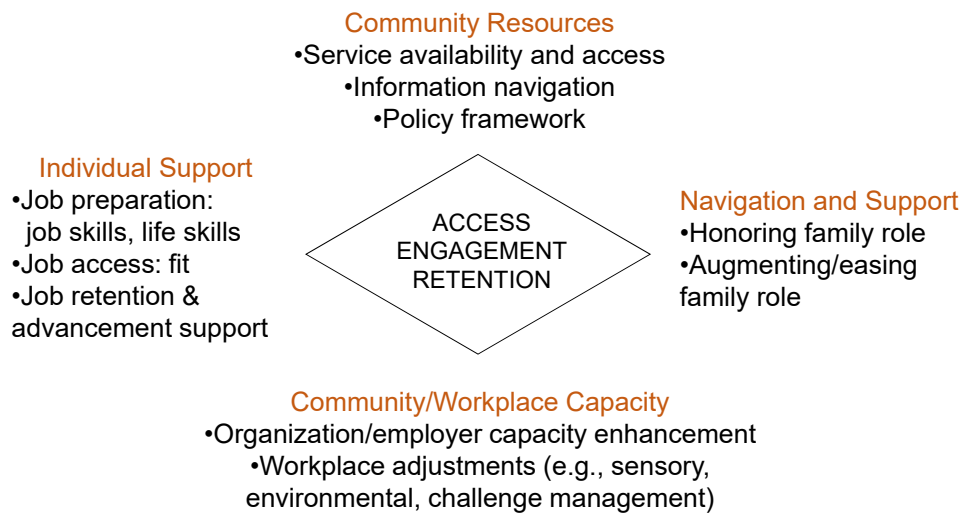 Community Resources
•Service availability and access
•Information navigation
•Policy framework
Individual Support
•Job preparation:
job skills, life skills
•Job access: fit
•Job retention &
advancement support
ACCESS
ENGAGEMENT
RETENTION
Navigation and Support
•Honoring family role
•Augmenting/easing
family role
Community/Workplace Capacity
•Organization/employer capacity enhancement
•Workplace adjustments (e.g., sensory,
environmental, challenge management)